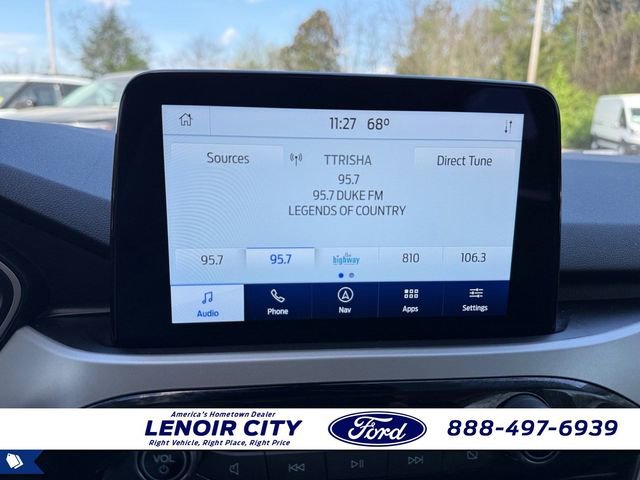 11:27 68°
Sources
TTRISHA
Direct Tune
95.7
95.7 DUKE FM
LEGENDS OF COUNTRY
95.7
95.7
the highway
810
106.3
Audio
Phone
Nav
Apps
Settings
America's Hometown Dealer
LENOIR CITY
Right Vehicle, Right Place, Right Price
Ford
888-497-6939
VOL